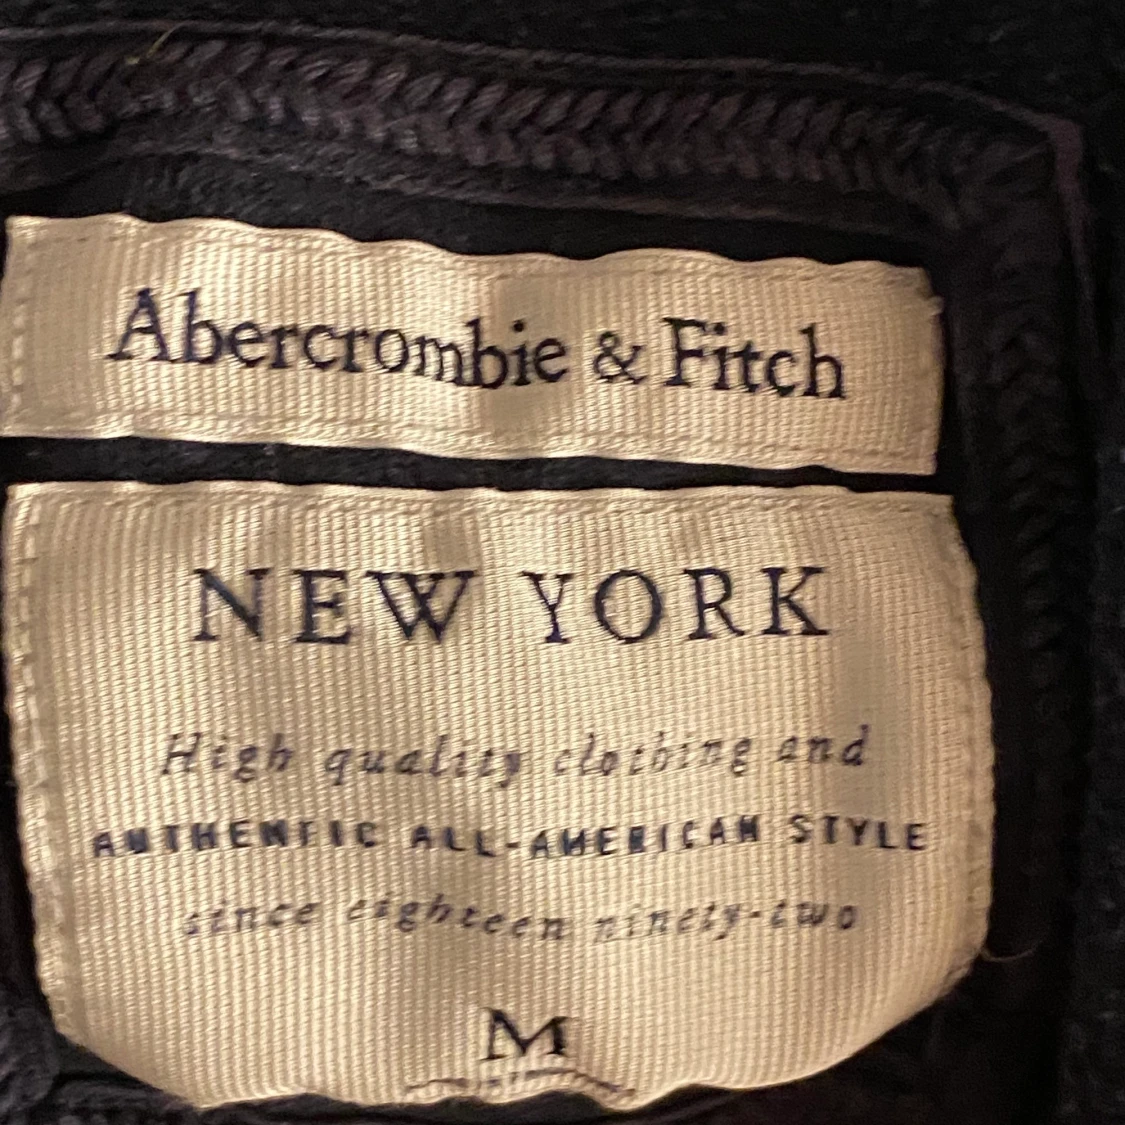 Abercrombie & Fitch
NEW YORK
High quality clothing and
AUTHENTIC ALL-AMERICAN STYLE
since eighteen ninety-two
M